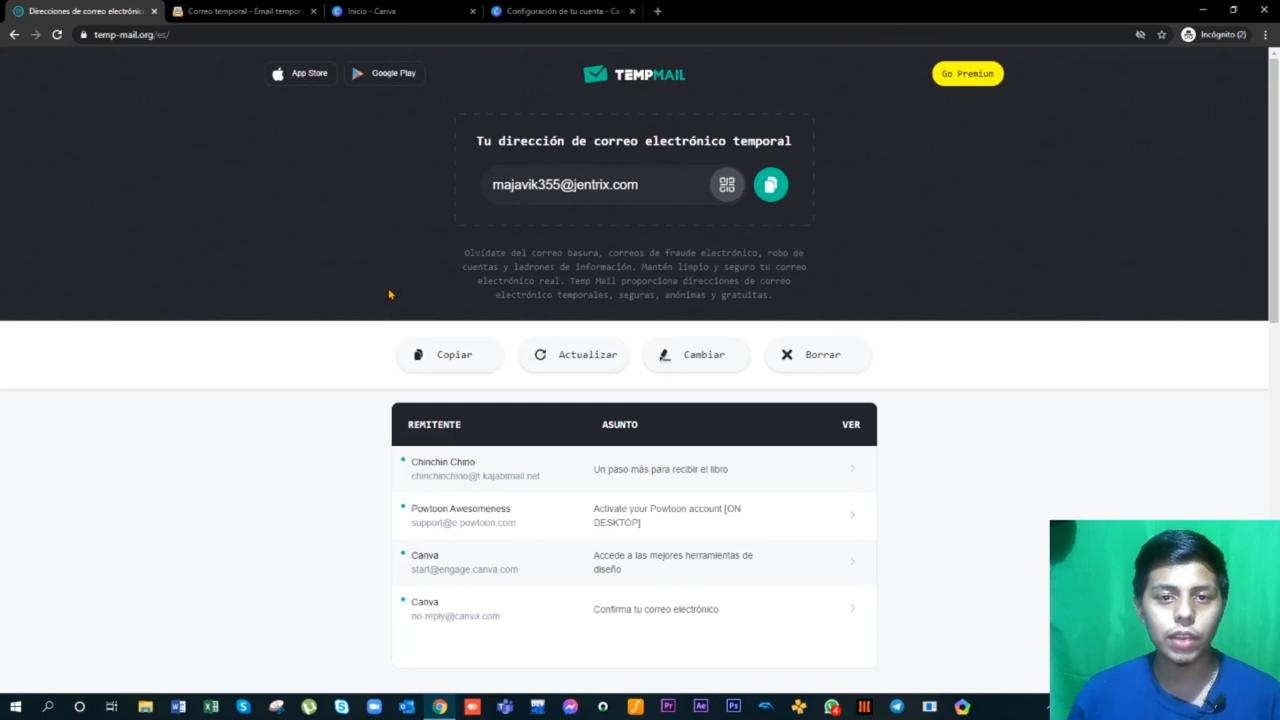 Direcciones de correo electrónico
Correo temporal - Email tempora
Inicio - Canva
Configuración de tu cuenta - Ca
temp-mail.org/es/
Incógnito (2)
App Store
Google Play
TEMPMAIL
Go Premium
Tu dirección de correo electrónico temporal
majavik355@jentrix.com
Olvídate del correo basura, correos de fraude electrónico, robo de
cuentas y ladrones de información. Mantén limpio y seguro tu correo
electrónico real. Temp Mail proporciona direcciones de correo
electrónico temporales, seguras, anónimas y gratuitas.
Copiar
Actualizar
Cambiar
Borrar
REMITENTE
ASUNTO
VER
Chinchin Chino
chinchinchino@t.kajabimail.net
Un paso más para recibir el libro
Powtoon Awesomeness
support@e.powtoon.com
Activate your Powtoon account [ON
DESKTOP]
Canva
start@engage.canva.com
Accede a las mejores herramientas de
diseño
Canva
no-reply@canva.com
Confirma tu correo electrónico
Pr
Ae
Ps
4